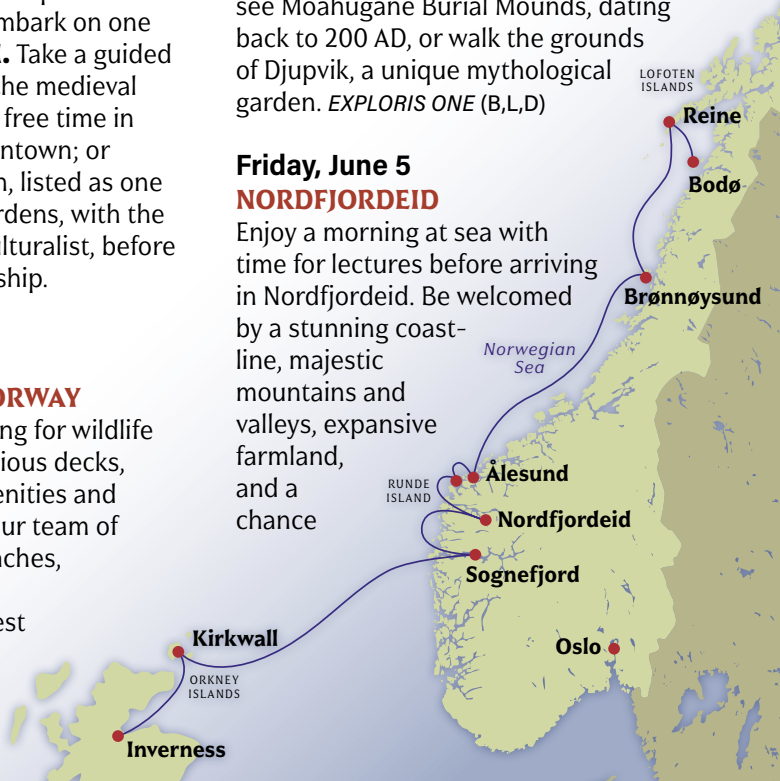 mbark on one
. Take a guided
he medieval
free time in
ntown; or
n, listed as one
rdens, with the
ulturalist, before
ship.
ORWAY
ng for wildlife
ious decks,
enities and
ur team of
ches,
est
see Moahugane Burial Mounds, dating
back to 200 AD, or walk the grounds
of Djupvik, a unique mythological
garden. EXPLORIS ONE (B,L,D)
Friday, June 5
NORDFJORDEID
Enjoy a morning at sea with
time for lectures before arriving
in Nordfjordeid. Be welcomed
by a stunning coast-
line, majestic
mountains and
valleys, expansive
farmland,
and a
chance
LOFOTEN
ISLANDS
Reine
Bodø
Brønnøysund
Norwegian
Sea
Ålesund
RUNDE
ISLAND
Nordfjordeid
Sognefjord
Oslo
Kirkwall
ORKNEY
ISLANDS
Inverness